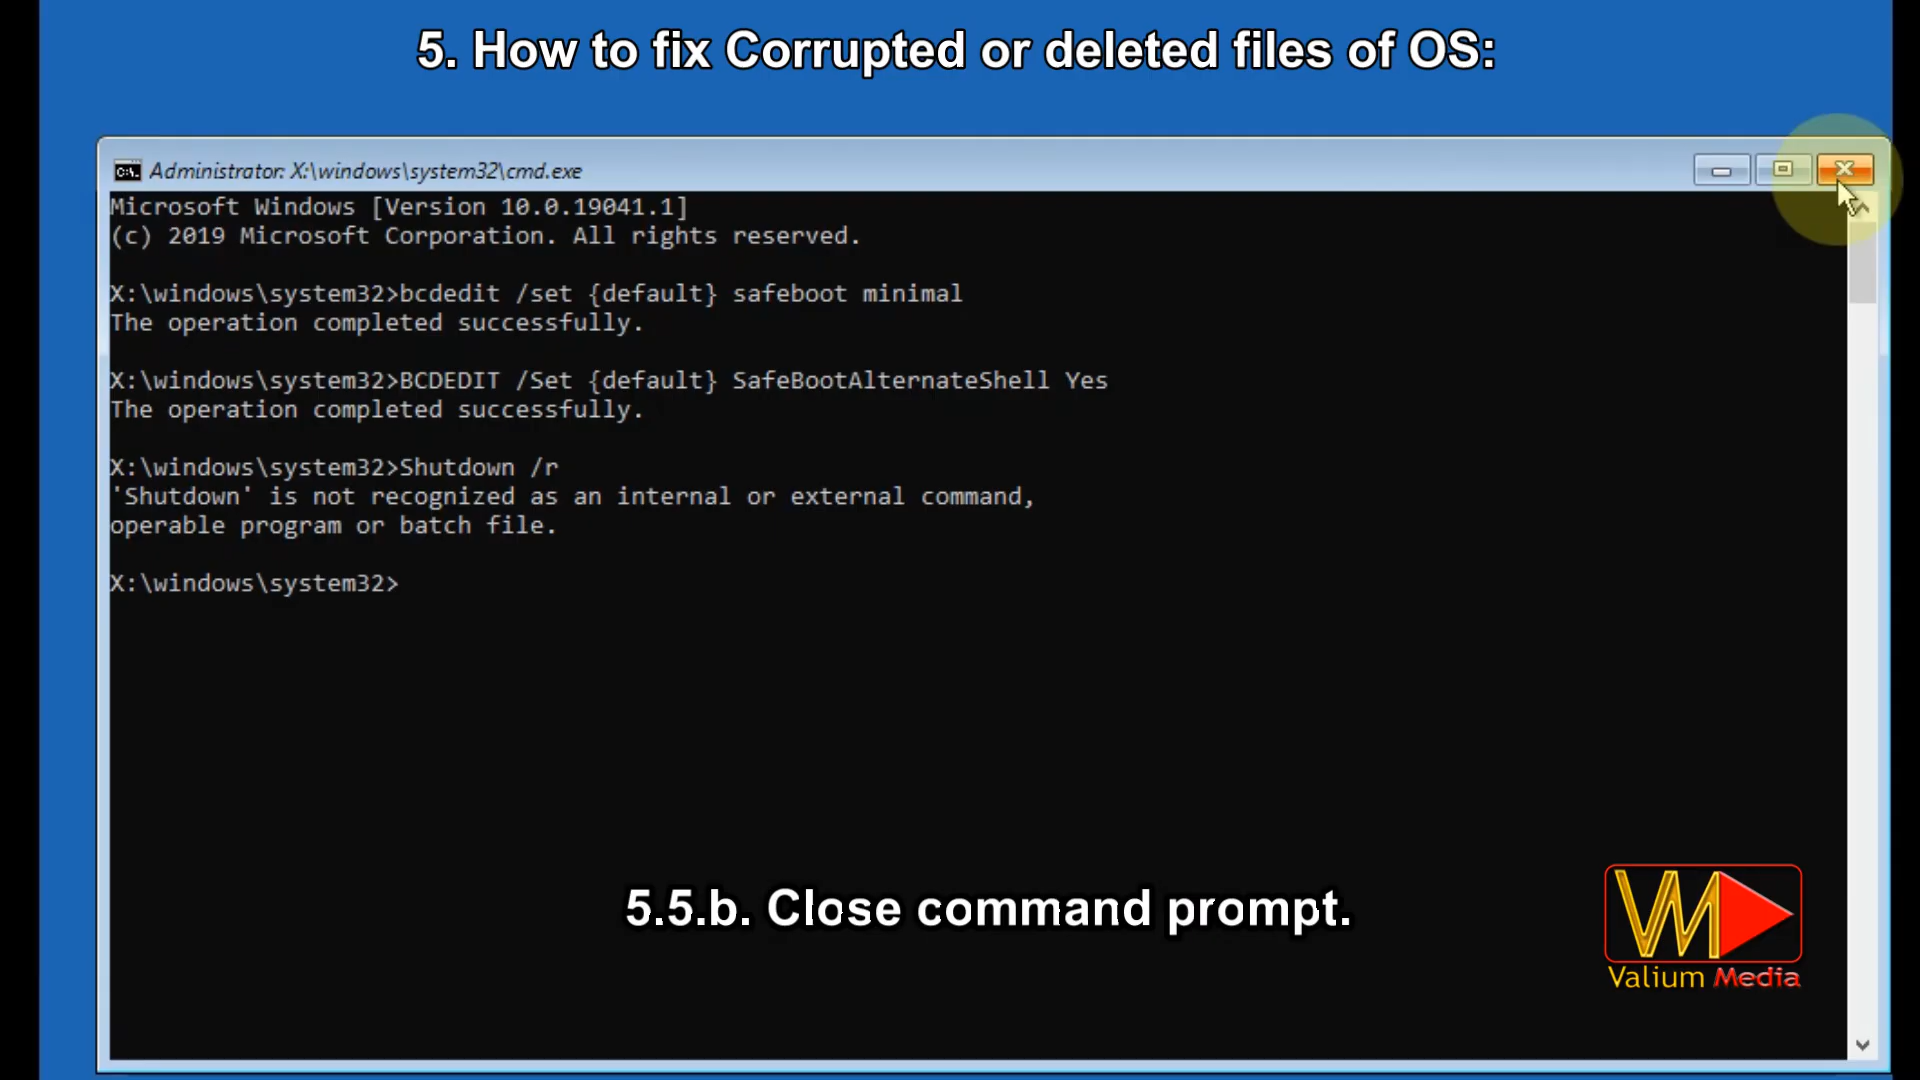 5. How to fix Corrupted or deleted files of OS:
Administrator: X:\windows\system32\cmd.exe
Microsoft Windows [Version 10.0.19041.1]
(c) 2019 Microsoft Corporation. All rights reserved.
X:\windows\system32>bcdedit /set {default} safeboot minimal
The operation completed successfully.
X:\windows\system32>BCDEDIT /Set {default} SafeBootAlternateShell Yes
The operation completed successfully.
X:\windows\system32>Shutdown /r
'Shutdown' is not recognized as an internal or external command,
operable program or batch file.
X:\windows\system32>
5.5.b. Close command prompt.
VM
Valium Media